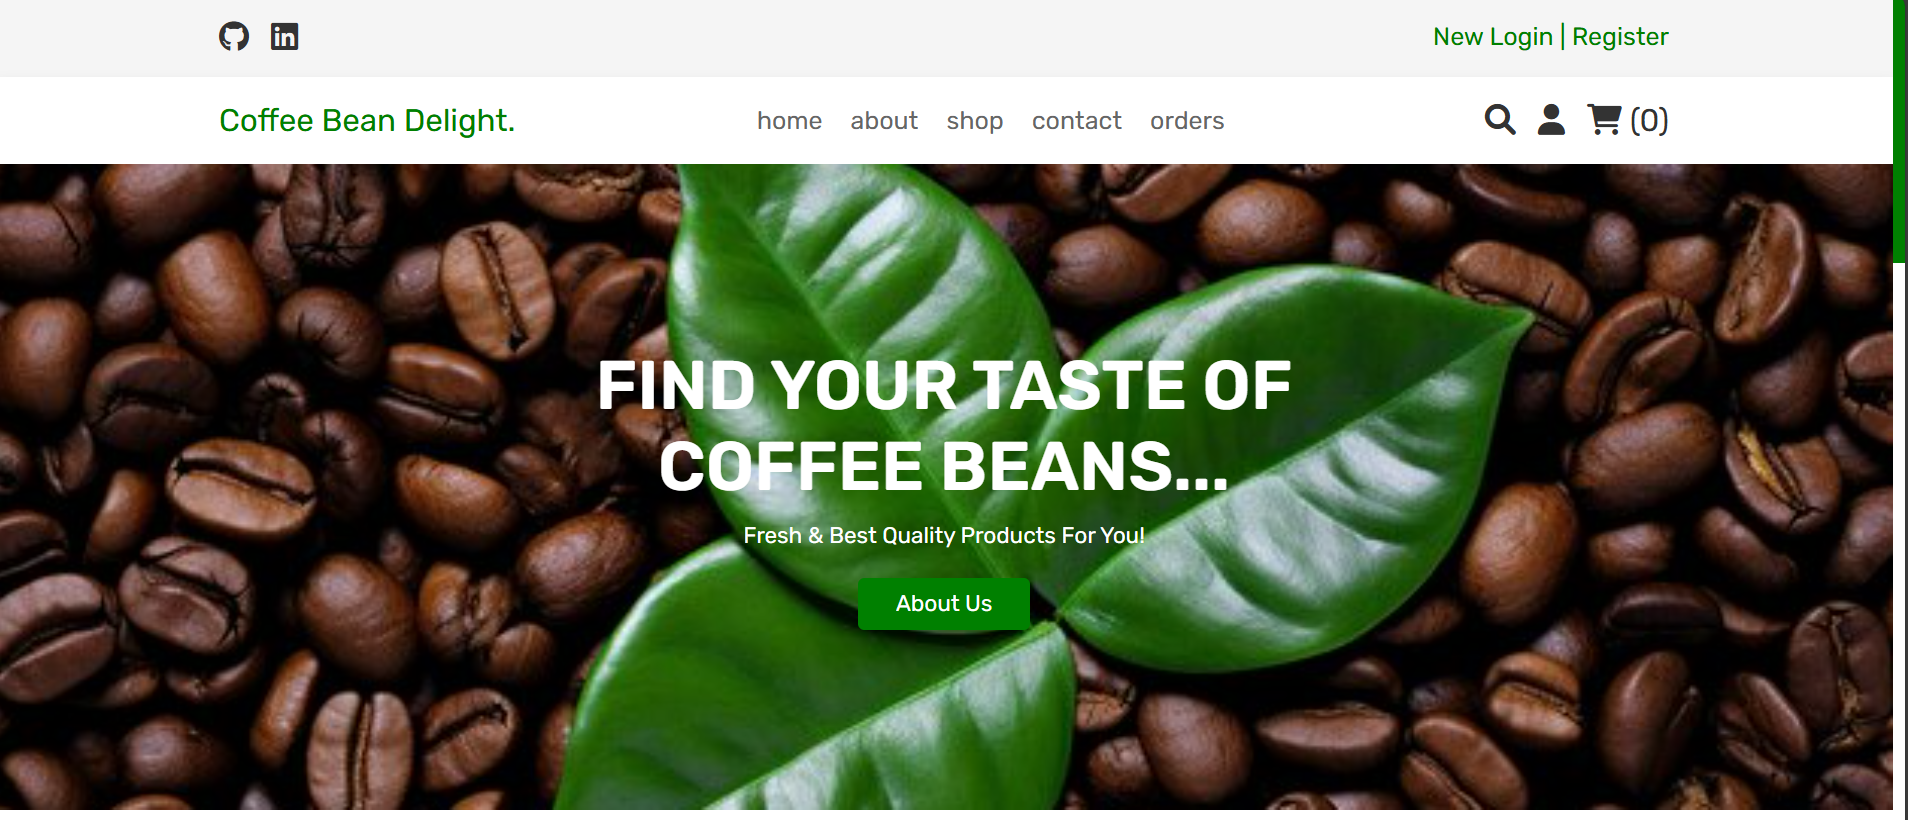 New Login | Register
Coffee Bean Delight.
home about shop contact orders
(0)
FIND YOUR TASTE OF
COFFEE BEANS...
Fresh & Best Quality Products For You!
About Us